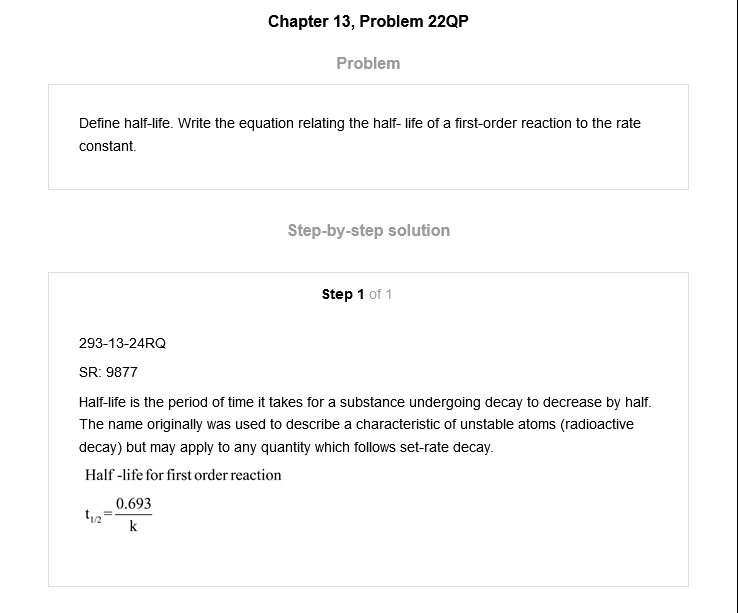 Chapter 13, Problem 22QP
Problem
Define half-life. Write the equation relating the half- life of a first-order reaction to the rate
constant.
Step-by-step solution
Step 1 of 1
293-13-24RQ
SR: 9877
Half-life is the period of time it takes for a substance undergoing decay to decrease by half.
The name originally was used to describe a characteristic of unstable atoms (radioactive
decay) but may apply to any quantity which follows set-rate decay.
Half -life for first order reaction
t1/2=0.693/k